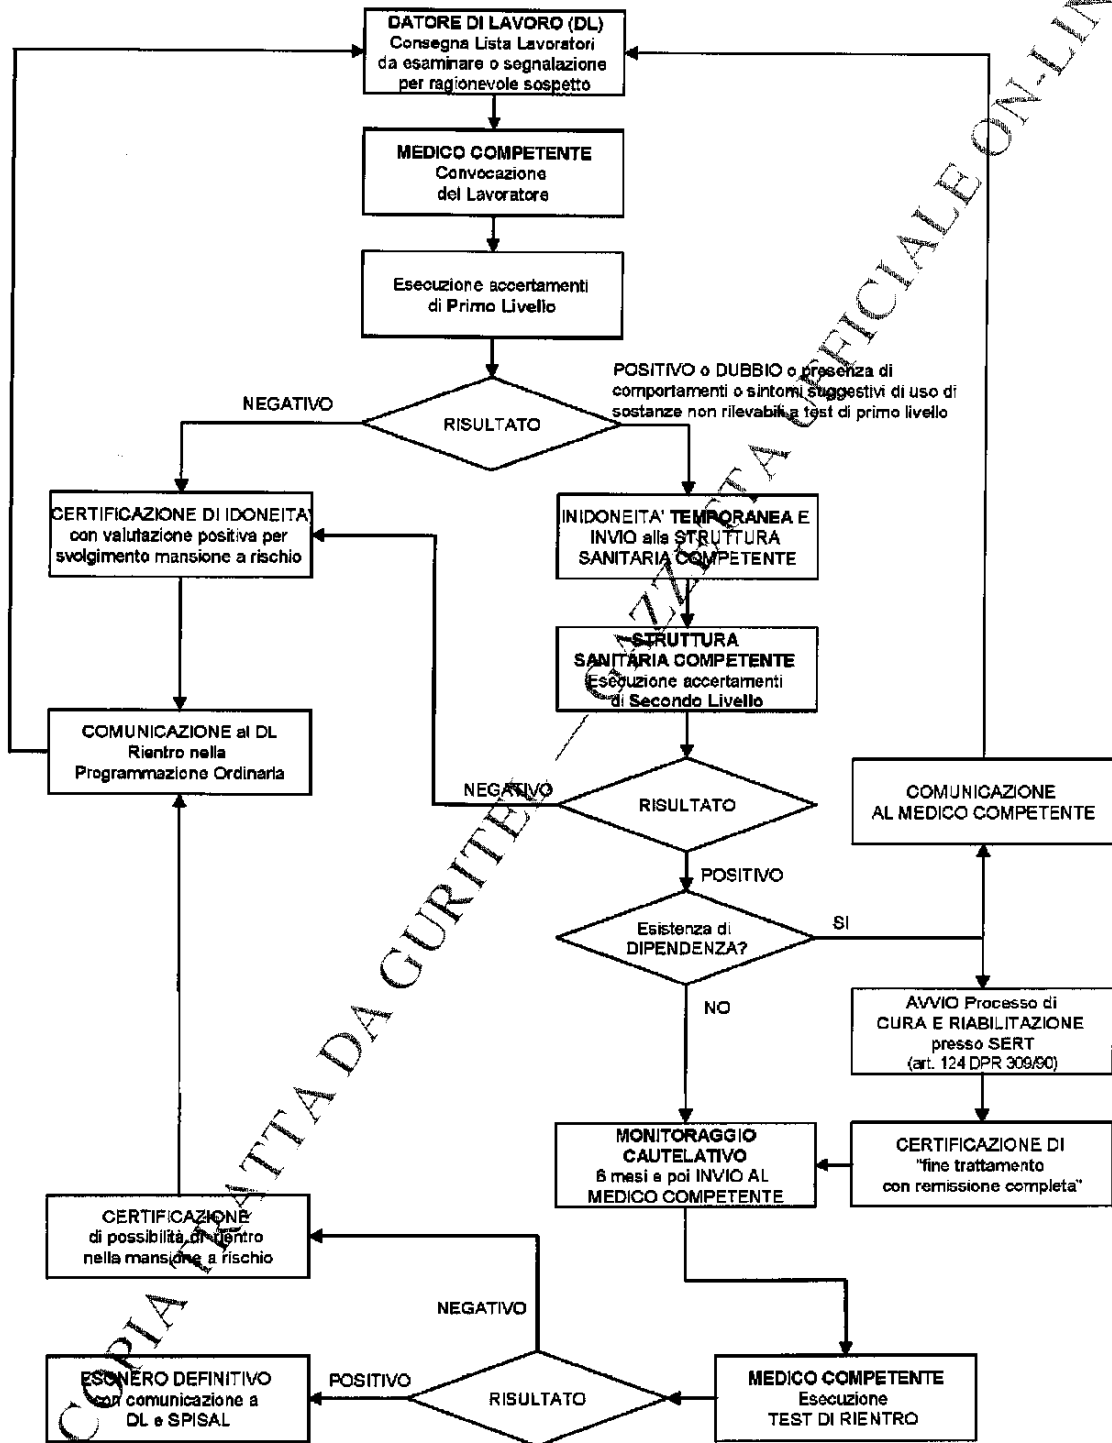 DATORE DI LAVORO (DL)
Consegna Lista Lavoratori
da esaminare o segnalazione
per ragionevole sospetto
MEDICO COMPETENTE
Convocazione
del Lavoratore
Esecuzione accertamenti
di Primo Livello
POSITIVO o DUBBIO o presenza di
comportamenti o sintomi suggestivi di uso di
sostanze non rilevabili a test di primo livello
NEGATIVO
RISULTATO
CERTIFICAZIONE DI IDONEITA'
con valutazione positiva per
svolgimento mansione a rischio
INIDONEITA' TEMPORANEA E
INVIO alla STRUTTURA
SANITARIA COMPETENTE
STRUTTURA
SANITARIA COMPETENTE
Esecuzione accertamenti
di Secondo Livello
COMUNICAZIONE al DL
Rientro nella
Programmazione Ordinaria
NEGATIVO
RISULTATO
COMUNICAZIONE
AL MEDICO COMPETENTE
POSITIVO
Esistenza di
DIPENDENZA?
SI
NO
AVVIO Processo di
CURA E RIABILITAZIONE
presso SERT
(art. 124 DPR 309/90)
MONITORAGGIO
CAUTELATIVO
6 mesi e poi INVIO AL
MEDICO COMPETENTE
CERTIFICAZIONE DI
"fine trattamento
con remissione completa"
CERTIFICAZIONE
di possibilità di rientro
nella mansione a rischio
NEGATIVO
ESONERO DEFINITIVO
con comunicazione a
DL e SPISAL
POSITIVO
RISULTATO
MEDICO COMPETENTE
Esecuzione
TEST DI RIENTRO
COPIA TRATTA DA GURITEL — GAZZETTA UFFICIALE ON-LIN